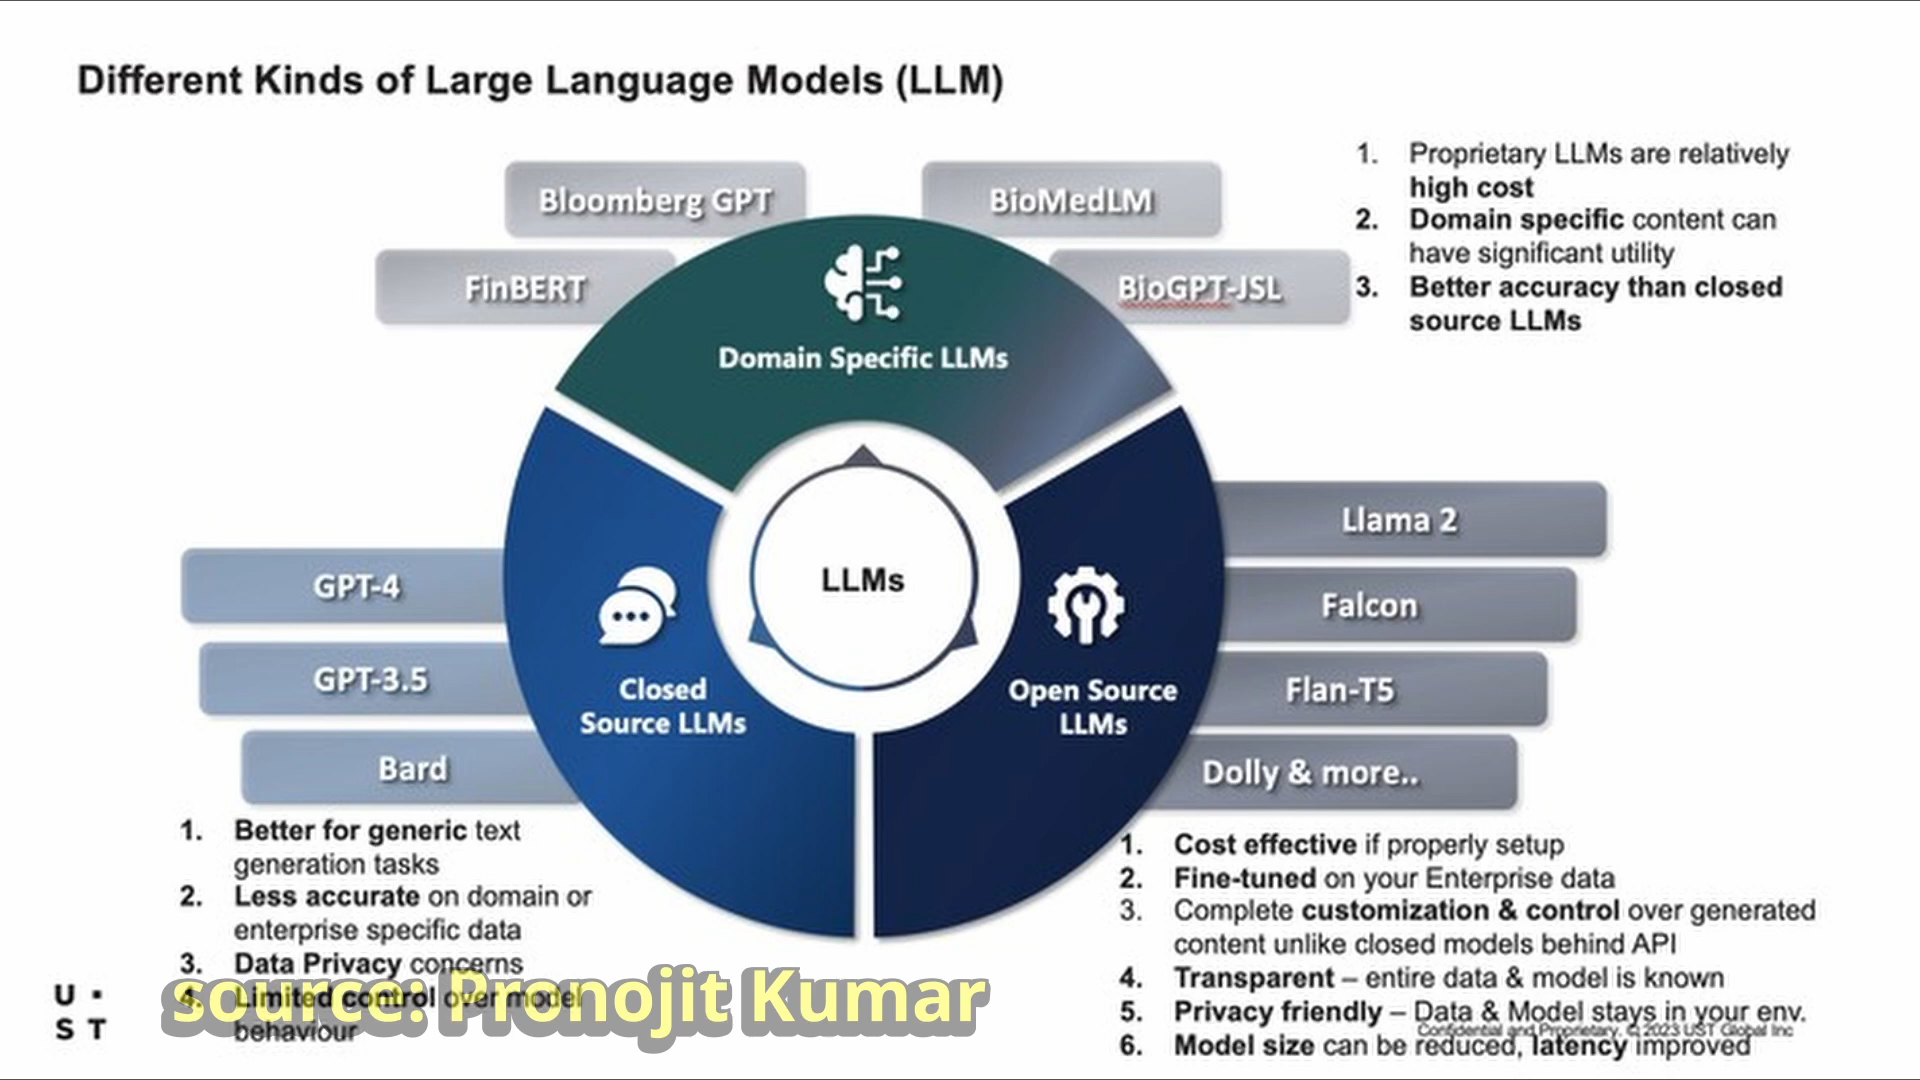 Different Kinds of Large Language Models (LLM)
Bloomberg GPT
BioMedLM
FinBERT
BioGPT-JSL
1. Proprietary LLMs are relatively
high cost
2. Domain specific content can
have significant utility
3. Better accuracy than closed
source LLMs
Domain Specific LLMs
LLMs
Closed
Source LLMs
Open Source
LLMs
GPT-4
GPT-3.5
Bard
Llama 2
Falcon
Flan-T5
Dolly & more..
1. Better for generic text
generation tasks
2. Less accurate on domain or
enterprise specific data
3. Data Privacy concerns
4. Limited control over model
behaviour
1. Cost effective if properly setup
2. Fine-tuned on your Enterprise data
3. Complete customization & control over generated
content unlike closed models behind API
4. Transparent – entire data & model is known
5. Privacy friendly – Data & Model stays in your env.
6. Model size can be reduced, latency improved
Confidential and Proprietary. © 2023 UST Global Inc
U ·
S T
source: Pronojit Kumar